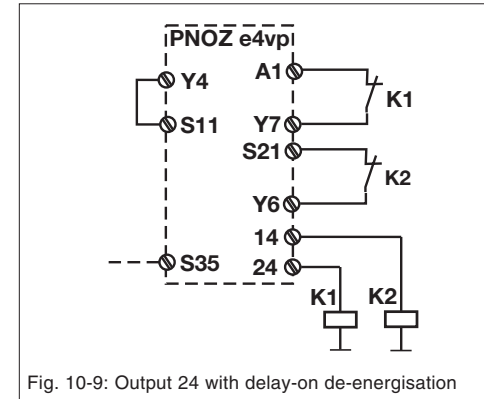 PNOZ e4vp
Y4
A1
K1
S11
Y7
S21
K2
Y6
14
S35
24
K1
K2
Fig. 10-9: Output 24 with delay-on de-energisation